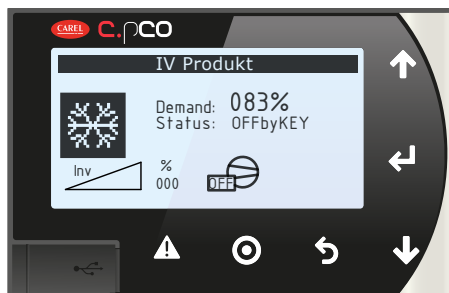 CAREL c.pCO
IV Produkt
Demand: 083%
Status: OFFbyKEY
Inv % 000
OFF